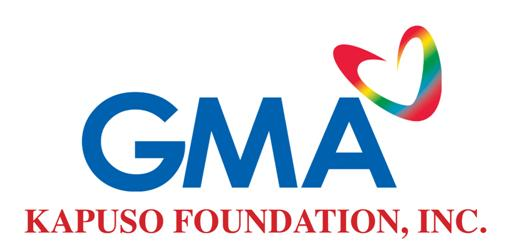 GMA
KAPUSO FOUNDATION, INC.